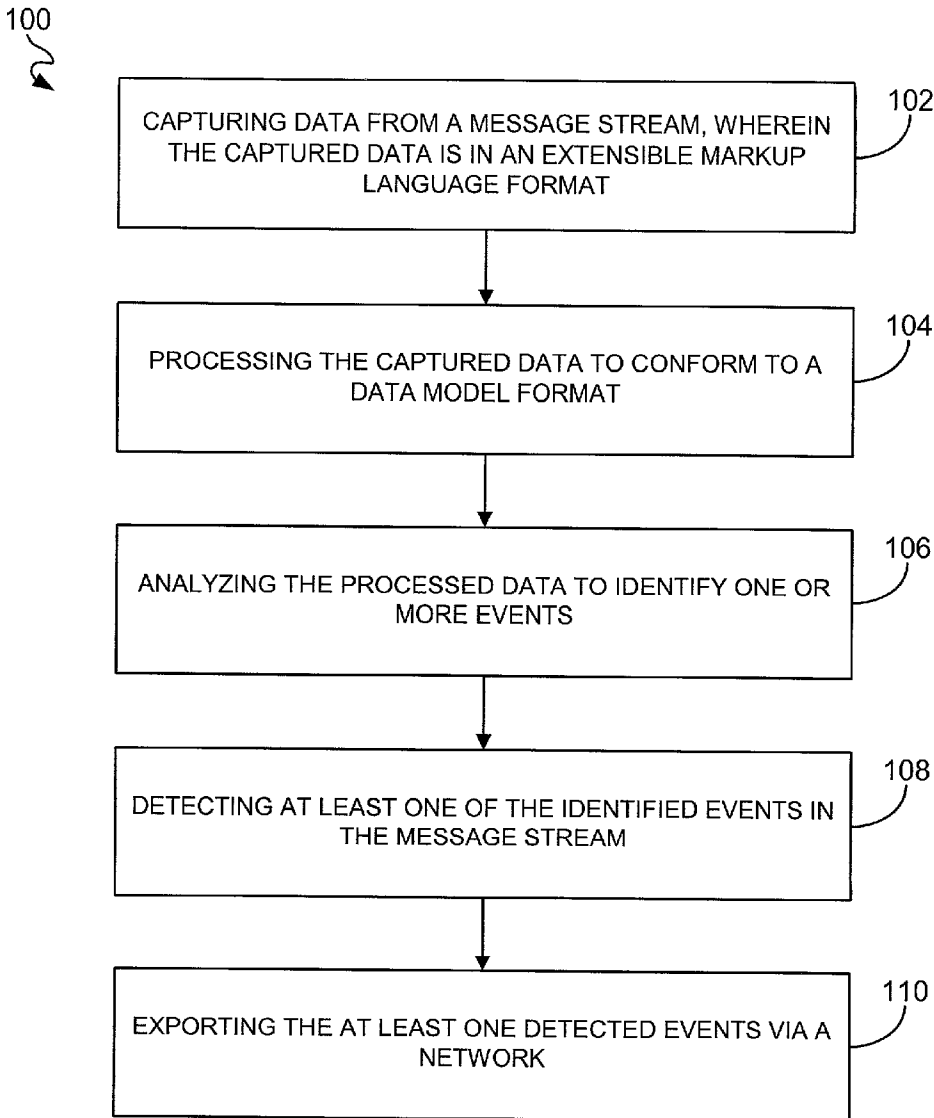 100
CAPTURING DATA FROM A MESSAGE STREAM, WHEREIN
THE CAPTURED DATA IS IN AN EXTENSIBLE MARKUP
LANGUAGE FORMAT
102
PROCESSING THE CAPTURED DATA TO CONFORM TO A
DATA MODEL FORMAT
104
ANALYZING THE PROCESSED DATA TO IDENTIFY ONE OR
MORE EVENTS
106
DETECTING AT LEAST ONE OF THE IDENTIFIED EVENTS IN
THE MESSAGE STREAM
108
EXPORTING THE AT LEAST ONE DETECTED EVENTS VIA A
NETWORK
110